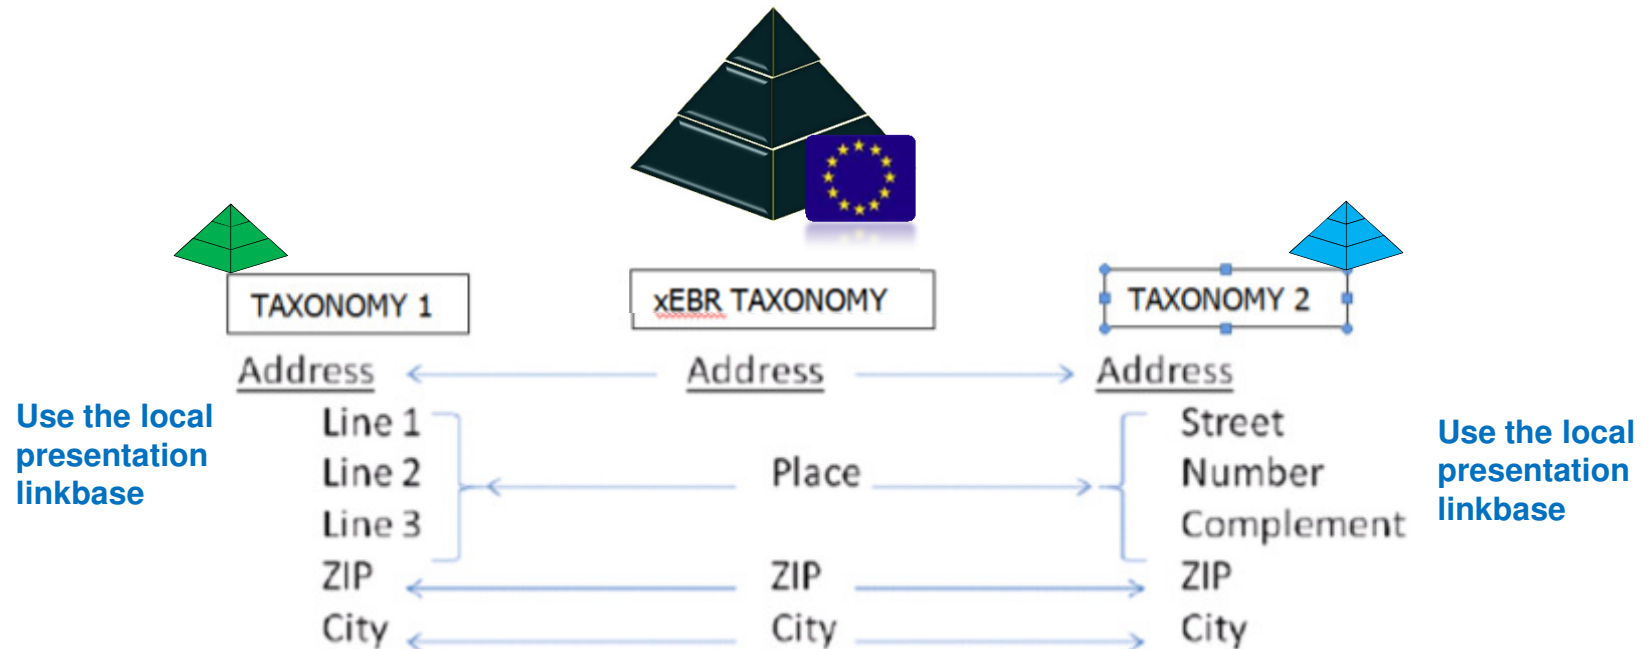 TAXONOMY 1
xEBR TAXONOMY
TAXONOMY 2
Address
Address
Address
Use the local
presentation
linkbase
Line 1
Line 2
Line 3
Place
Street
Number
Complement
Use the local
presentation
linkbase
ZIP
ZIP
ZIP
City
City
City